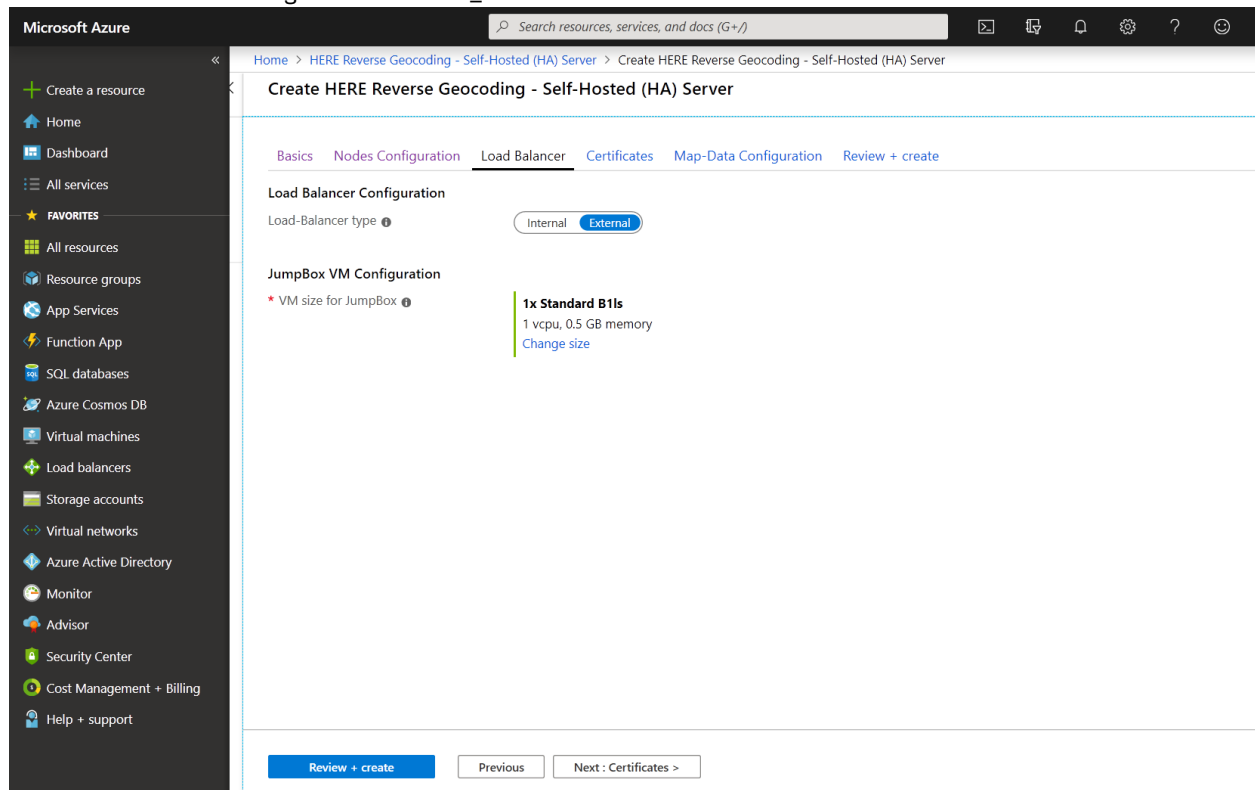 Microsoft Azure
Search resources, services, and docs (G+/)
«
Home > HERE Reverse Geocoding - Self-Hosted (HA) Server > Create HERE Reverse Geocoding - Self-Hosted (HA) Server
Create HERE Reverse Geocoding - Self-Hosted (HA) Server
Create a resource
Home
Dashboard
All services
FAVORITES
All resources
Resource groups
App Services
Function App
SQL databases
Azure Cosmos DB
Virtual machines
Load balancers
Storage accounts
Virtual networks
Azure Active Directory
Monitor
Advisor
Security Center
Cost Management + Billing
Help + support
Basics Nodes Configuration Load Balancer Certificates Map-Data Configuration Review + create
Load Balancer Configuration
Load-Balancer type Internal External
JumpBox VM Configuration
* VM size for JumpBox 1x Standard B1ls
1 vcpu, 0.5 GB memory
Change size
Review + create Previous Next : Certificates >